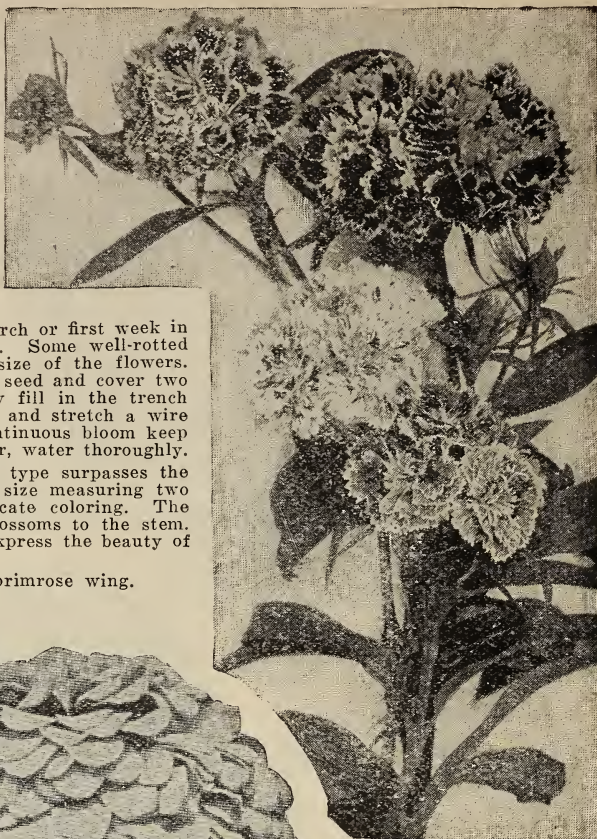 rch or first week in
. Some well-rotted
size of the flowers.
seed and cover two
fill in the trench
and stretch a wire
tinuous bloom keep
r, water thoroughly.
type surpasses the
size measuring two
cate coloring. The
ossoms to the stem.
xpress the beauty of
primrose wing.